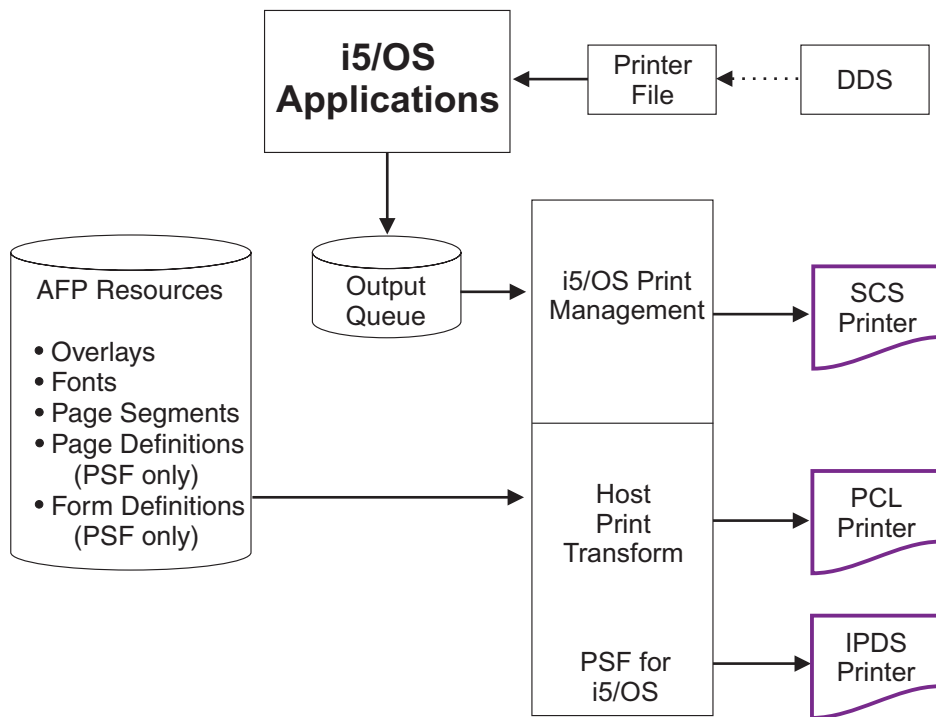 i5/OS
Applications
Printer
File
DDS
AFP Resources
• Overlays
• Fonts
• Page Segments
• Page Definitions
(PSF only)
• Form Definitions
(PSF only)
Output
Queue
i5/OS Print
Management
Host
Print
Transform
PSF for
i5/OS
SCS
Printer
PCL
Printer
IPDS
Printer